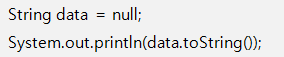 String data = null;
System.out.println(data.toString());